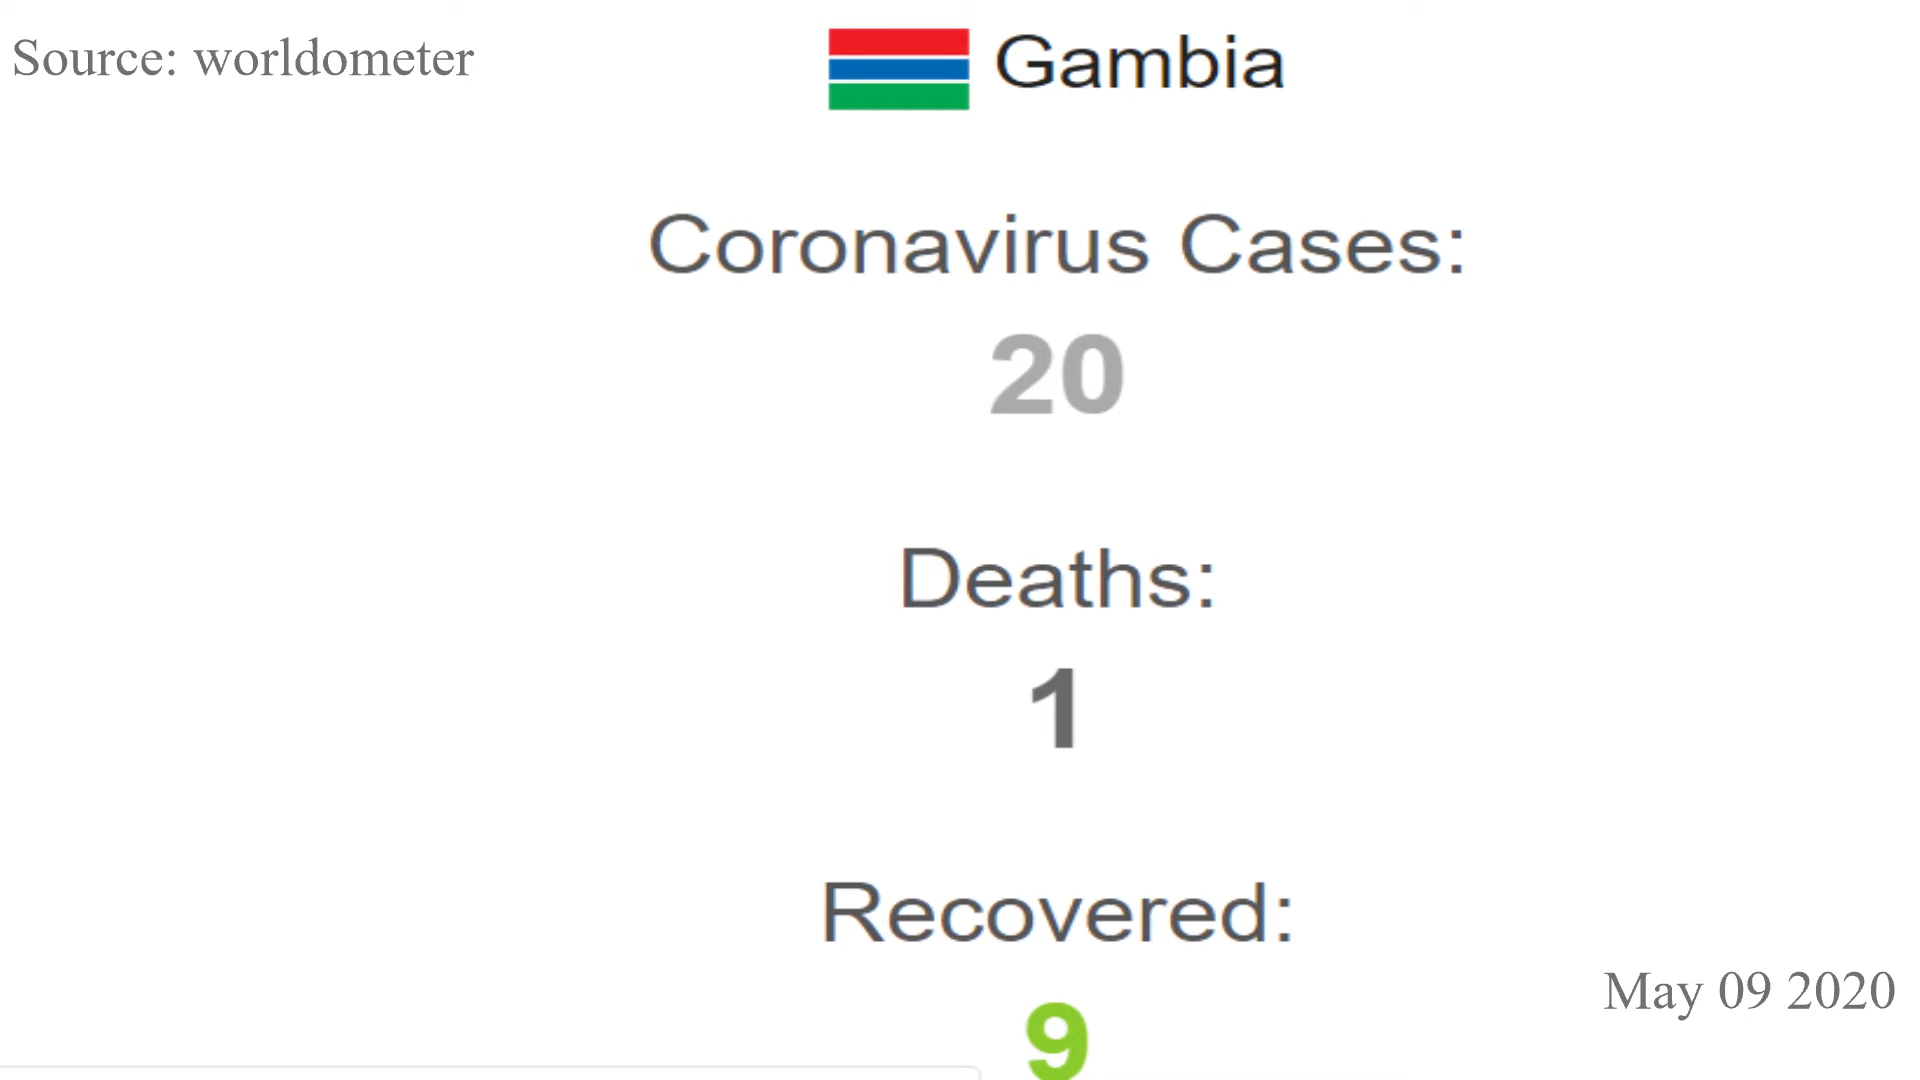 Source: worldometer
Gambia
Coronavirus Cases:
20
Deaths:
1
Recovered:
9
May 09 2020